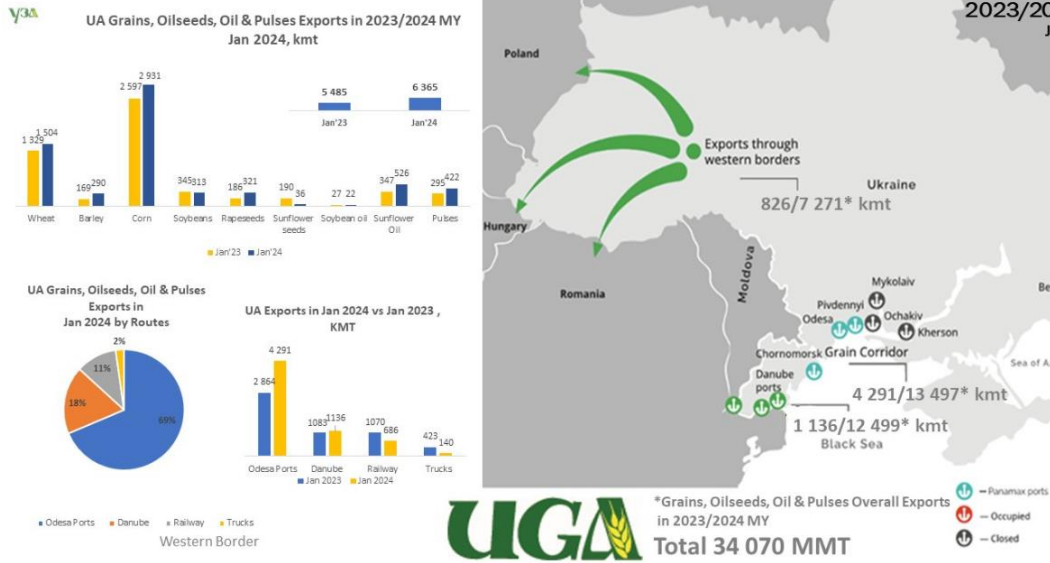 УЗА
UA Grains, Oilseeds, Oil & Pulses Exports in 2023/2024 MY
Jan 2024, kmt
1 329
1 504
169
290
2 597
2 931
345
313
186
321
190
36
27
22
347
526
295
422
5 485
6 365
Jan'23
Jan'24
Wheat
Barley
Corn
Soybeans
Rapeseeds
Sunflower
seeds
Soybean oil
Sunflower
Oil
Pulses
Jan'23
Jan'24
UA Grains, Oilseeds, Oil & Pulses
Exports in
Jan 2024 by Routes
2%
11%
18%
69%
Odesa Ports
Danube
Railway
Trucks
Western Border
UA Exports in Jan 2024 vs Jan 2023 ,
KMT
2 864
4 291
1083
1136
1070
686
423
140
Odesa Ports
Danube
Railway
Trucks
Jan 2023
Jan 2024
2023/20
J
Poland
Exports through
western borders
Ukraine
826/7 271* kmt
Hungary
Moldova
Romania
Mykolaiv
Pivdennyi
Odesa
Ochakiv
Kherson
Be
Chornomorsk
Grain Corridor
Sea of A
Danube
ports
4 291/13 497* kmt
1 136/12 499* kmt
Black Sea
UGA
*Grains, Oilseeds, Oil & Pulses Overall Exports
in 2023/2024 MY
Total 34 070 MMT
– Panamax ports
– Occupied
– Closed